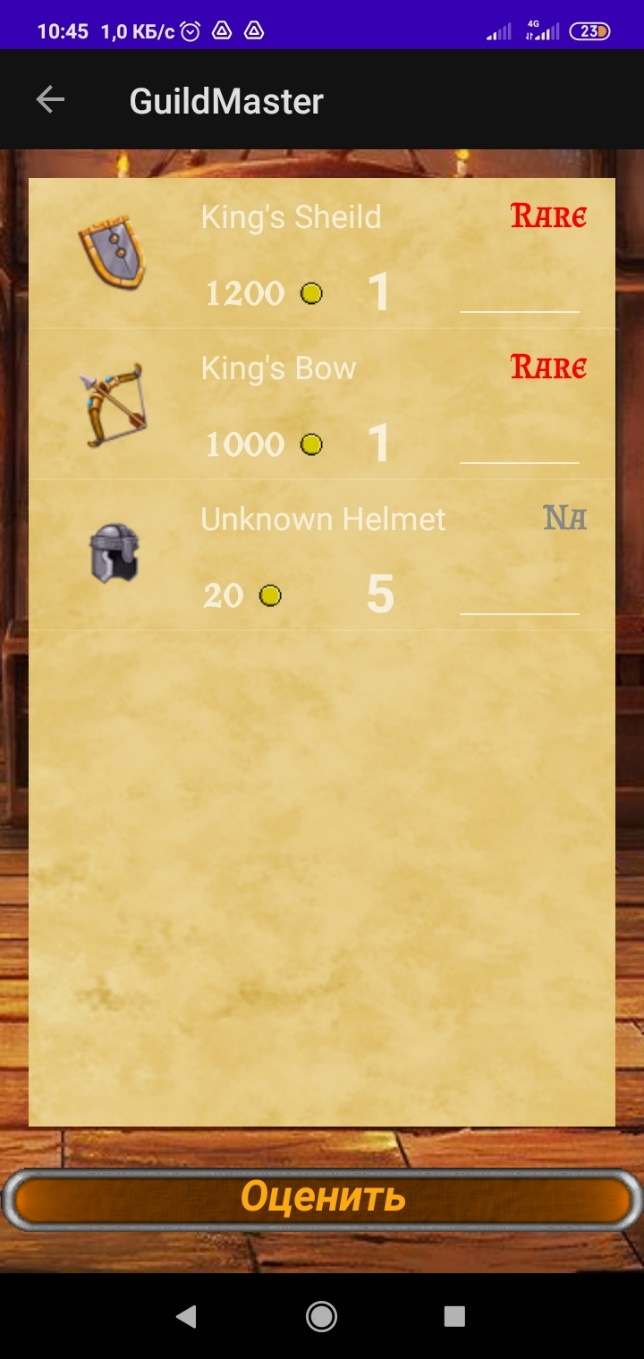 10:45 1,0 КБ/с 4G 23
GuildMaster
King's Sheild RARE
1200 1
King's Bow RARE
1000 1
Unknown Helmet NA
20 5
Оценить